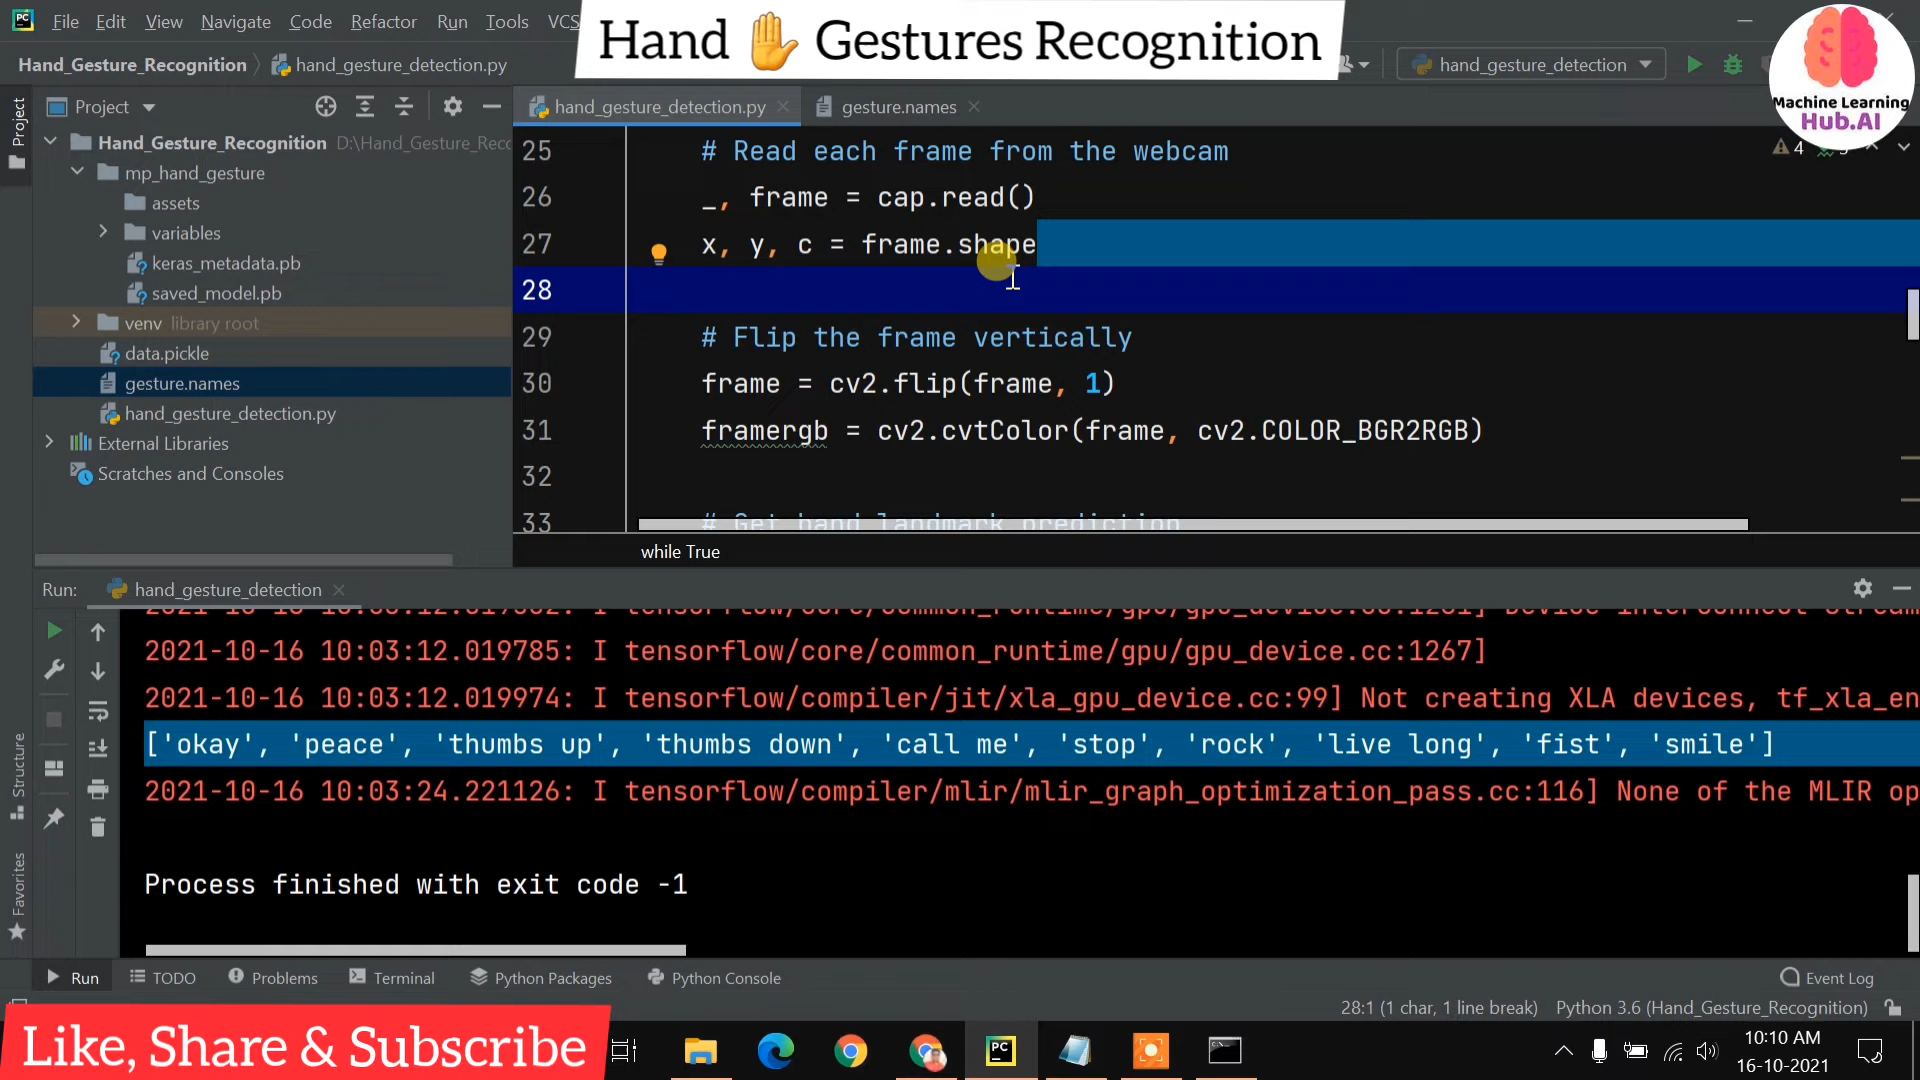 File Edit View Navigate Code Refactor Run Tools VCS
Hand ✋ Gestures Recognition
Machine Learning
Hub.AI
Hand_Gesture_Recognition hand_gesture_detection.py
hand_gesture_detection
Project
hand_gesture_detection.py
gesture.names
4
Project
Structure
Favorites
Hand_Gesture_Recognition D:\Hand_Gesture_Reco
mp_hand_gesture
assets
variables
keras_metadata.pb
saved_model.pb
venv library root
data.pickle
gesture.names
hand_gesture_detection.py
External Libraries
Scratches and Consoles
25 # Read each frame from the webcam
26 _, frame = cap.read()
27 x, y, c = frame.shape
28
29 # Flip the frame vertically
30 frame = cv2.flip(frame, 1)
31 framergb = cv2.cvtColor(frame, cv2.COLOR_BGR2RGB)
32
33 # Get hand landmark prediction
while True
Run: hand_gesture_detection
2021-10-16 10:03:12.019785: I tensorflow/core/common_runtime/gpu/gpu_device.cc:1267]
2021-10-16 10:03:12.019974: I tensorflow/compiler/jit/xla_gpu_device.cc:99] Not creating XLA devices, tf_xla_en
['okay', 'peace', 'thumbs up', 'thumbs down', 'call me', 'stop', 'rock', 'live long', 'fist', 'smile']
2021-10-16 10:03:24.221126: I tensorflow/compiler/mlir/mlir_graph_optimization_pass.cc:116] None of the MLIR op
Process finished with exit code -1
Run TODO Problems Terminal Python Packages Python Console Event Log
28:1 (1 char, 1 line break) Python 3.6 (Hand_Gesture_Recognition)
Like, Share & Subscribe
PC
10:10 AM
16-10-2021